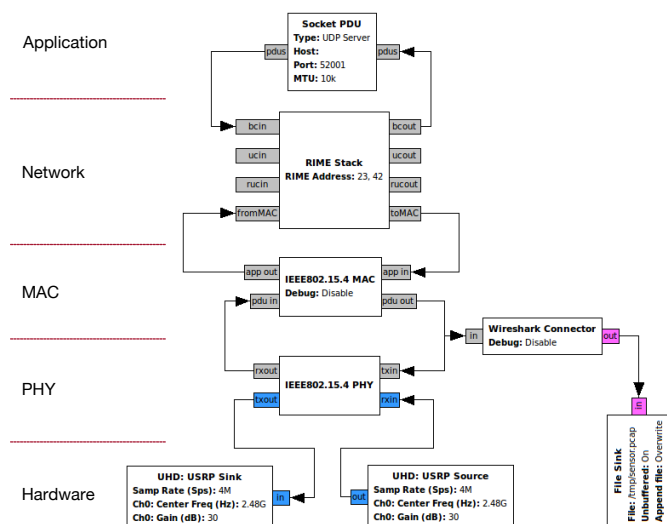 Application
Socket PDU
Type: UDP Server
Host:
Port: 52001
MTU: 10k
pdus
pdus
Network
bcin
bcout
ucin
ucout
rucin
rucout
fromMAC
toMAC
RIME Stack
RIME Address: 23, 42
MAC
app out
app in
pdu in
pdu out
IEEE802.15.4 MAC
Debug: Disable
in
Wireshark Connector
Debug: Disable
out
PHY
rxout
txin
txout
rxin
IEEE802.15.4 PHY
in
File Sink
File: /tmp/sensor.pcap
Unbuffered: On
Append file: Overwrite
Hardware
UHD: USRP Sink
Samp Rate (Sps): 4M
Ch0: Center Freq (Hz): 2.48G
Ch0: Gain (dB): 30
in
out
UHD: USRP Source
Samp Rate (Sps): 4M
Ch0: Center Freq (Hz): 2.48G
Ch0: Gain (dB): 30